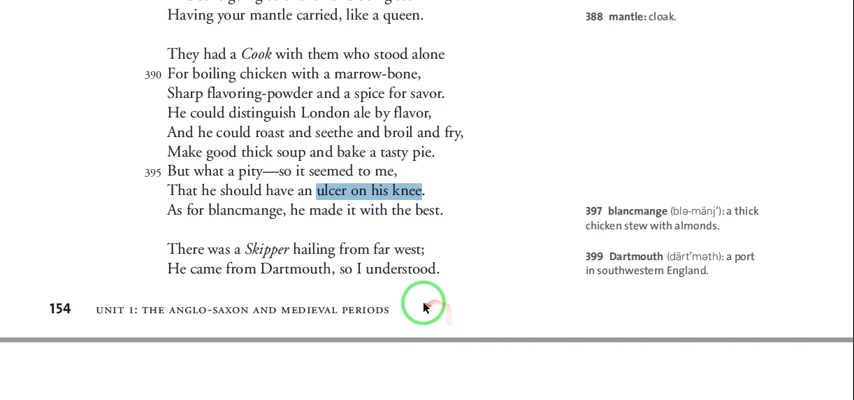 Having your mantle carried, like a queen.
388 mantle: cloak.
They had a Cook with them who stood alone
390 For boiling chicken with a marrow-bone,
Sharp flavoring-powder and a spice for savor.
He could distinguish London ale by flavor,
And he could roast and seethe and broil and fry,
Make good thick soup and bake a tasty pie.
395 But what a pity—so it seemed to me,
That he should have an ulcer on his knee.
As for blancmange, he made it with the best.
397 blancmange (blə-mänj′): a thick
chicken stew with almonds.
There was a Skipper hailing from far west;
He came from Dartmouth, so I understood.
399 Dartmouth (därt′məth): a port
in southwestern England.
154 UNIT 1: THE ANGLO-SAXON AND MEDIEVAL PERIODS